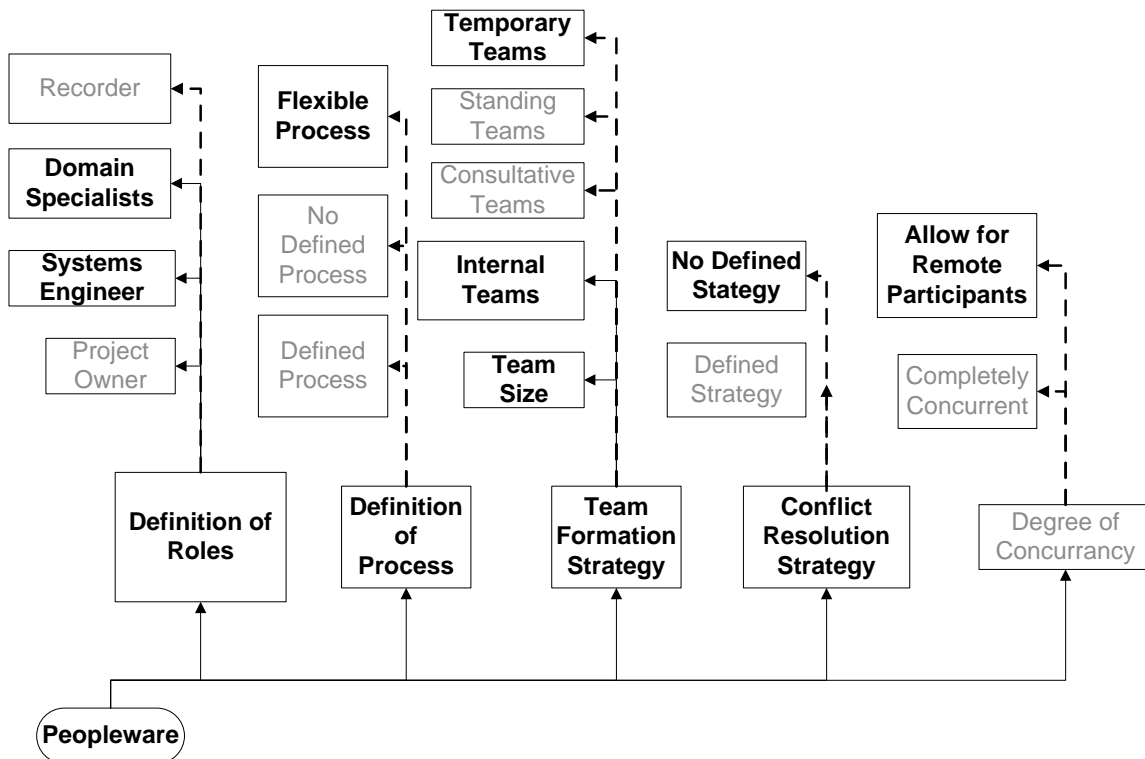 Temporary
Teams
Recorder
Flexible
Process
Standing
Teams
Domain
Specialists
Consultative
Teams
No
Defined
Process
Allow for
Remote
Participants
Systems
Engineer
Internal
Teams
No Defined
Stategy
Project
Owner
Defined
Process
Team
Size
Defined
Strategy
Completely
Concurrent
Definition of
Roles
Definition
of
Process
Team
Formation
Strategy
Conflict
Resolution
Strategy
Degree of
Concurrancy
Peopleware